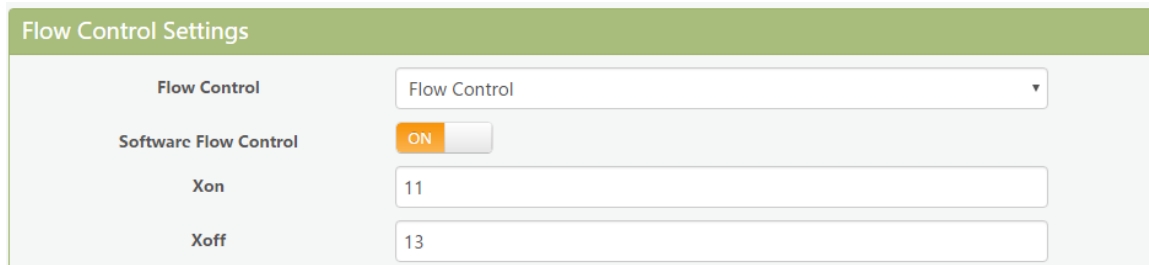 Flow Control Settings
Flow Control Flow Control
Software Flow Control ON
Xon 11
Xoff 13